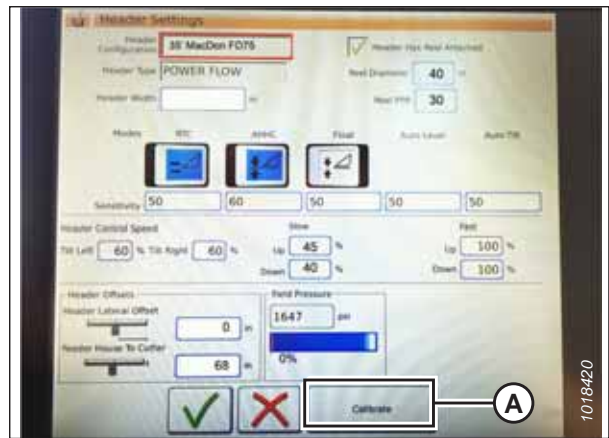 Header Settings
Header Configuration 35' MacDon FD75 Header Has Reel Attached
Header Type POWER FLOW Reel Diameter 40 in
Header Width in Reel PPR 30
Modes RTC AHHC Float Auto Level Auto Tilt
Sensitivity 50 60 50 50 50
Header Control Speed Slow Fast
Tilt Left 60 % Tilt Right 60 % Up 45 % Up 100 %
Down 40 % Down 100 %
Header Offsets Field Pressure
Header Lateral Offset 1647 psi
0 in
Feeder House To Cutter 0%
68 in
Calibrate
A
1018420